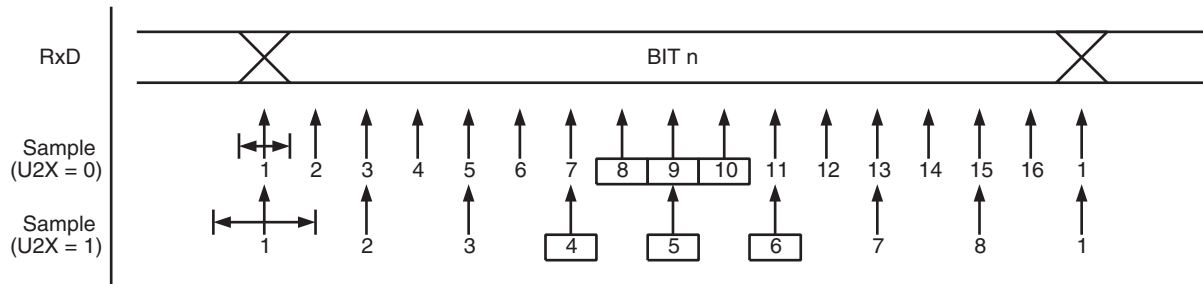 RxD
BIT n
Sample
(U2X = 0)
1 2 3 4 5 6 7 8 9 10 11 12 13 14 15 16 1
Sample
(U2X = 1)
1 2 3 4 5 6 7 8 1